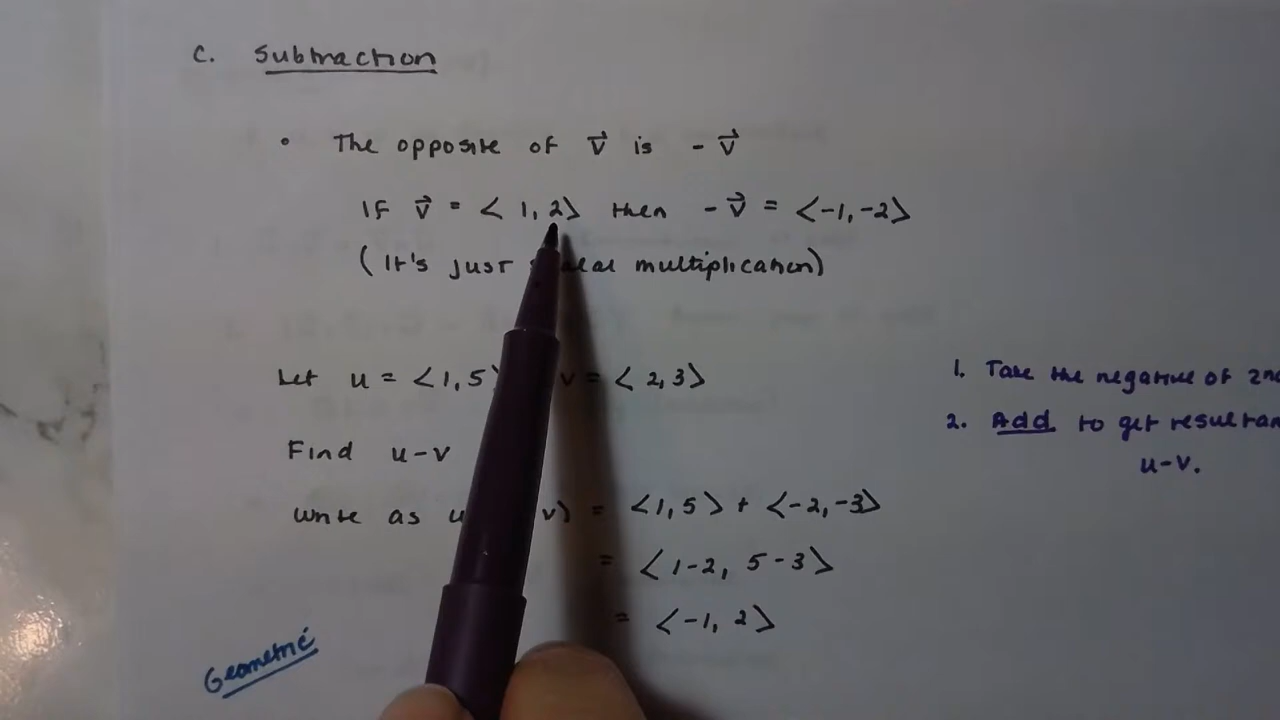 C. Subtraction
• The opposite of v⃗ is - v⃗
If v⃗ = < 1, 2> then - v⃗ = <-1, -2>
(It's just multiplication)
Let u = <1,5> v = < 2, 3>
Find u-v
Write as u v) = <1,5> + <-2, -3>
= <1-2, 5-3>
= <-1, 2>
1. Take the negative of 2nd
2. Add to get
u-v.
Geometric